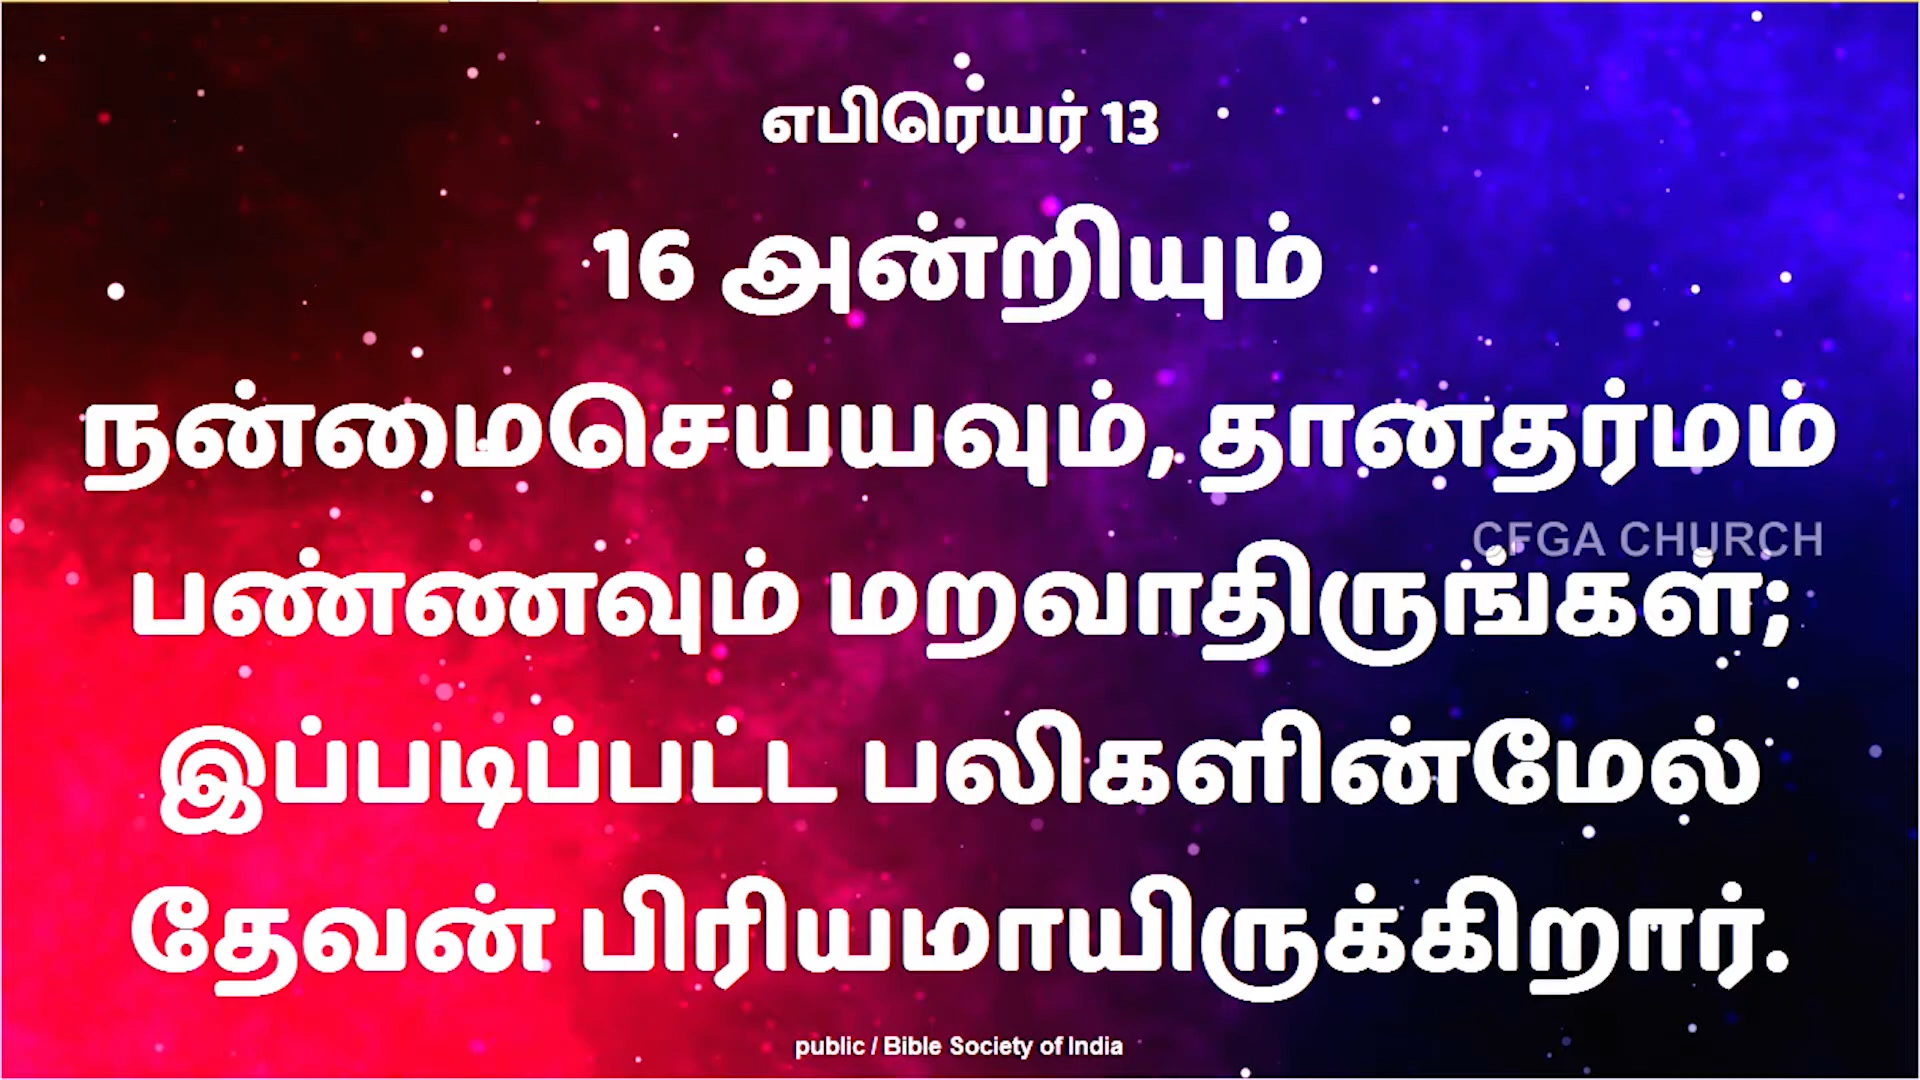 எபிரெயர் 13
16 அன்றியும்
நன்மைசெய்யவும், தானதர்மம்
CFGA CHURCH
பண்ணவும் மறவாதிருங்கள்;
இப்படிப்பட்ட பலிகளின்மேல்
தேவன் பிரியமாயிருக்கிறார்.
public / Bible Society of India